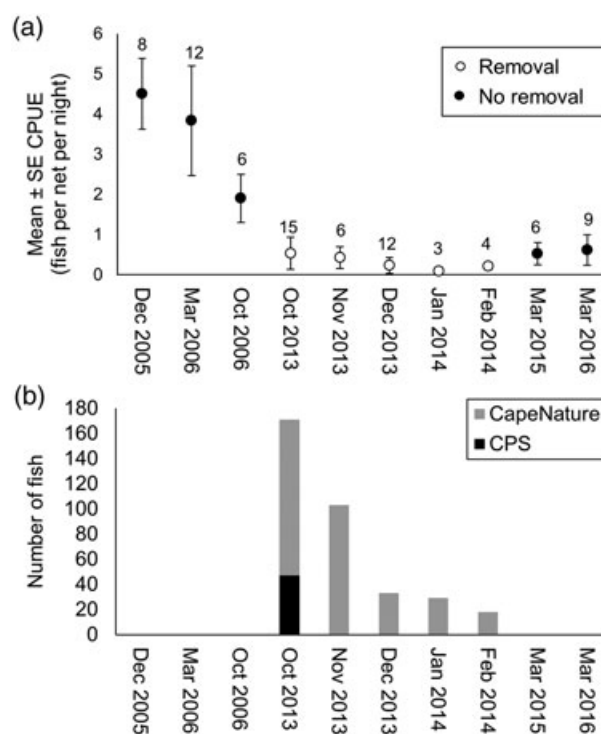 (a)
Mean ± SE CPUE
(fish per net per night)
6
5
4
3
2
1
0
8
12
6
15
6
12
3
4
6
9
Removal
No removal
Dec 2005
Mar 2006
Oct 2006
Oct 2013
Nov 2013
Dec 2013
Jan 2014
Feb 2014
Mar 2015
Mar 2016
(b)
Number of fish
180
160
140
120
100
80
60
40
20
0
CapeNature
CPS
Dec 2005
Mar 2006
Oct 2006
Oct 2013
Nov 2013
Dec 2013
Jan 2014
Feb 2014
Mar 2015
Mar 2016